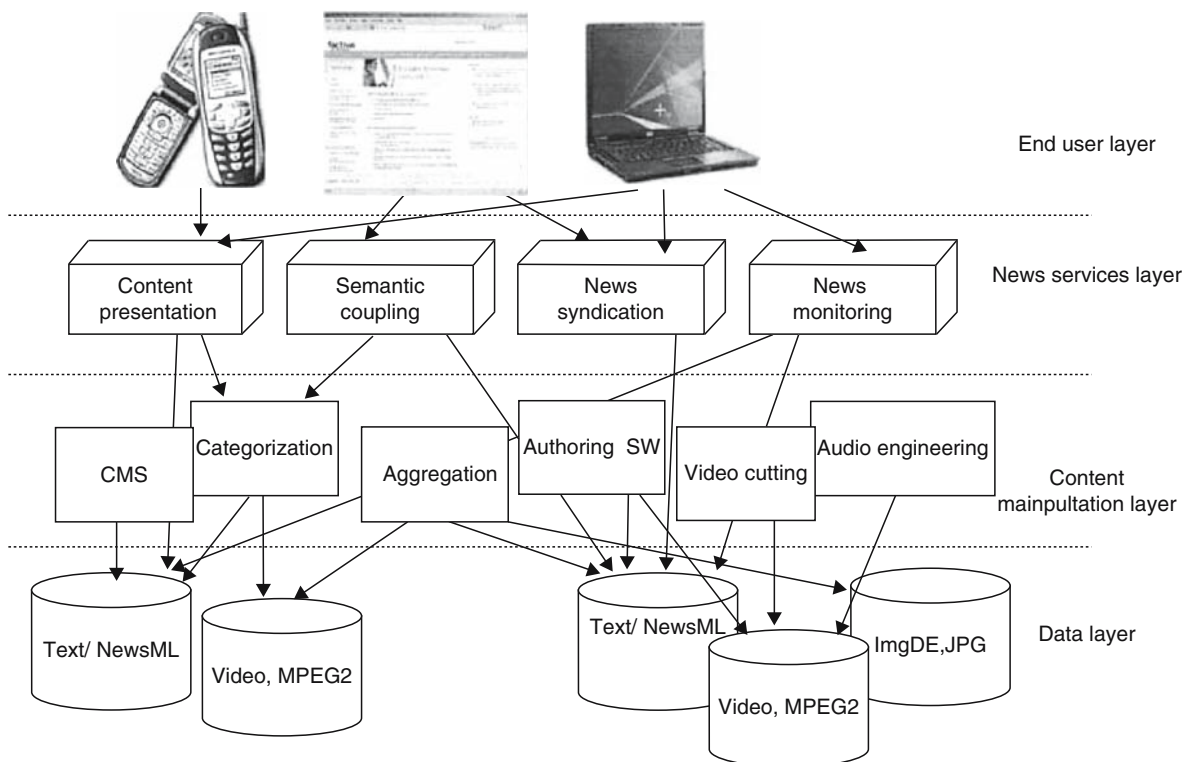 factiva
End user layer
Content
presentation
Semantic
coupling
News
syndication
News
monitoring
News services layer
CMS
Categorization
Aggregation
Authoring SW
Video cutting
Audio engineering
Content
mainpultation layer
Text/ NewsML
Video, MPEG2
Text/ NewsML
Video, MPEG2
ImgDE,JPG
Data layer